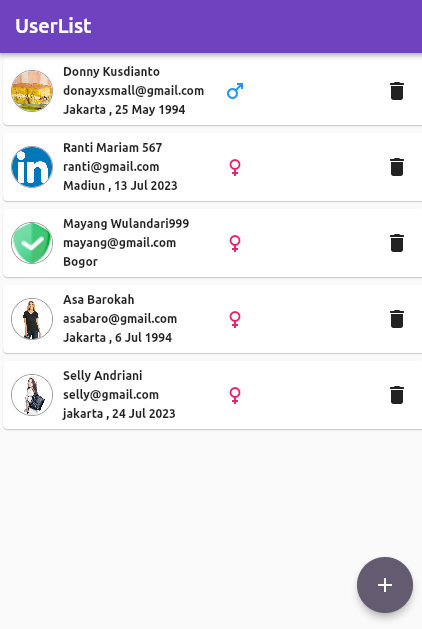 UserList
Donny Kusdianto
donayxsmall@gmail.com
Jakarta , 25 May 1994
Ranti Mariam 567
ranti@gmail.com
Madiun , 13 Jul 2023
in
Mayang Wulandari999
mayang@gmail.com
Bogor
Asa Barokah
asabaro@gmail.com
Jakarta , 6 Jul 1994
Selly Andriani
selly@gmail.com
jakarta , 24 Jul 2023